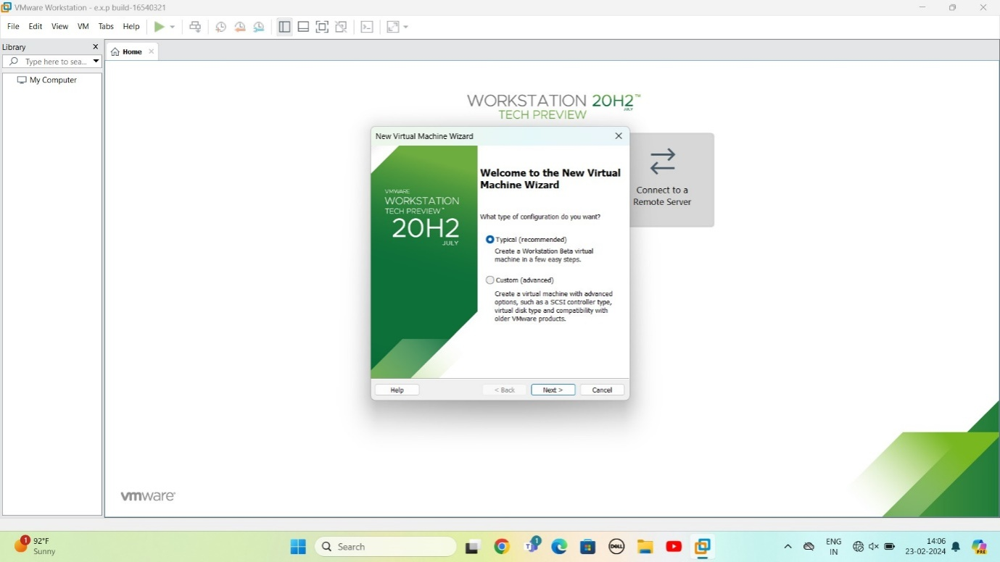 VMware Workstation - e.x.p build-16540321
File Edit View VM Tabs Help
Library
Type here to sea...
My Computer
Home
WORKSTATION 20H2™
JULY
TECH PREVIEW
Connect to a
Remote Server
New Virtual Machine Wizard
VMWARE
WORKSTATION
TECH PREVIEW™
20H2
JULY
Welcome to the New Virtual
Machine Wizard
What type of configuration do you want?
Typical (recommended)
Create a Workstation Beta virtual
machine in a few easy steps.
Custom (advanced)
Create a virtual machine with advanced
options, such as a SCSI controller type,
virtual disk type and compatibility with
older VMware products.
Help < Back Next > Cancel
vmware®
1
92°F
Sunny
Search
1
DELL
ENG
IN
14:06
23-02-2024
PRE